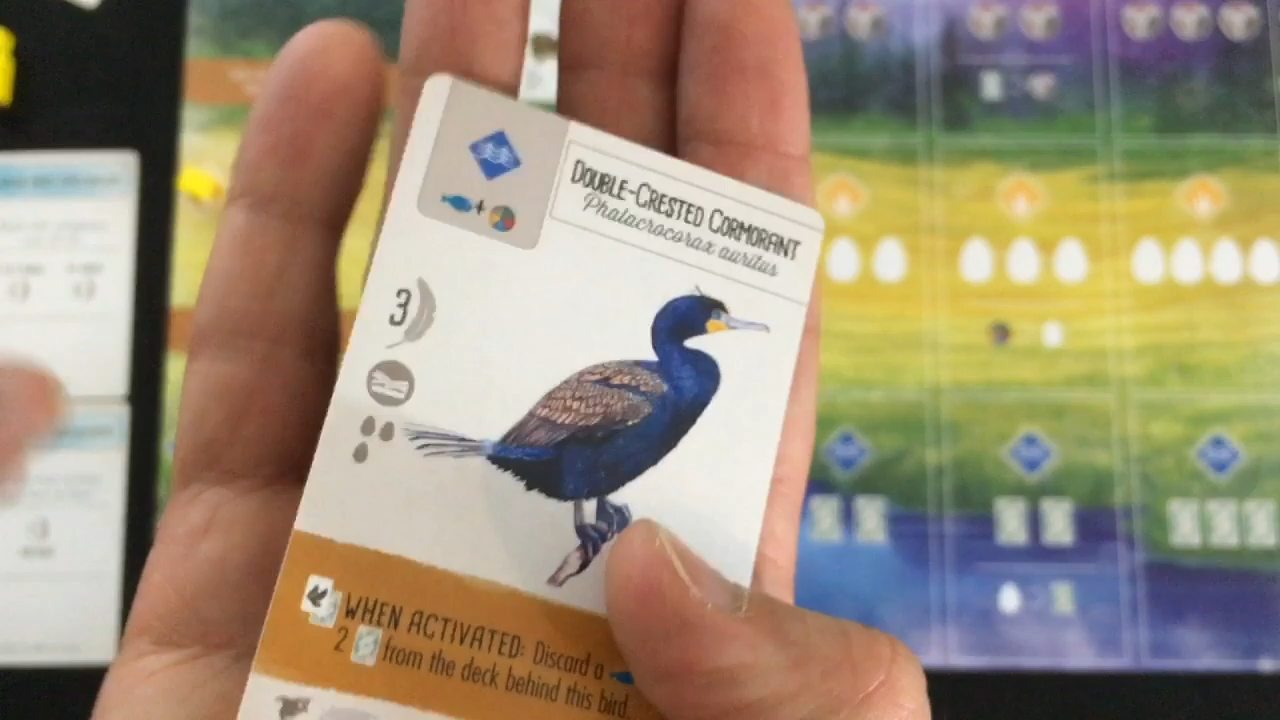 DOUBLE-CRESTED CORMORANT
Phalacrocorax auritus
3
WHEN ACTIVATED: Discard a
2 from the deck behind this bird.